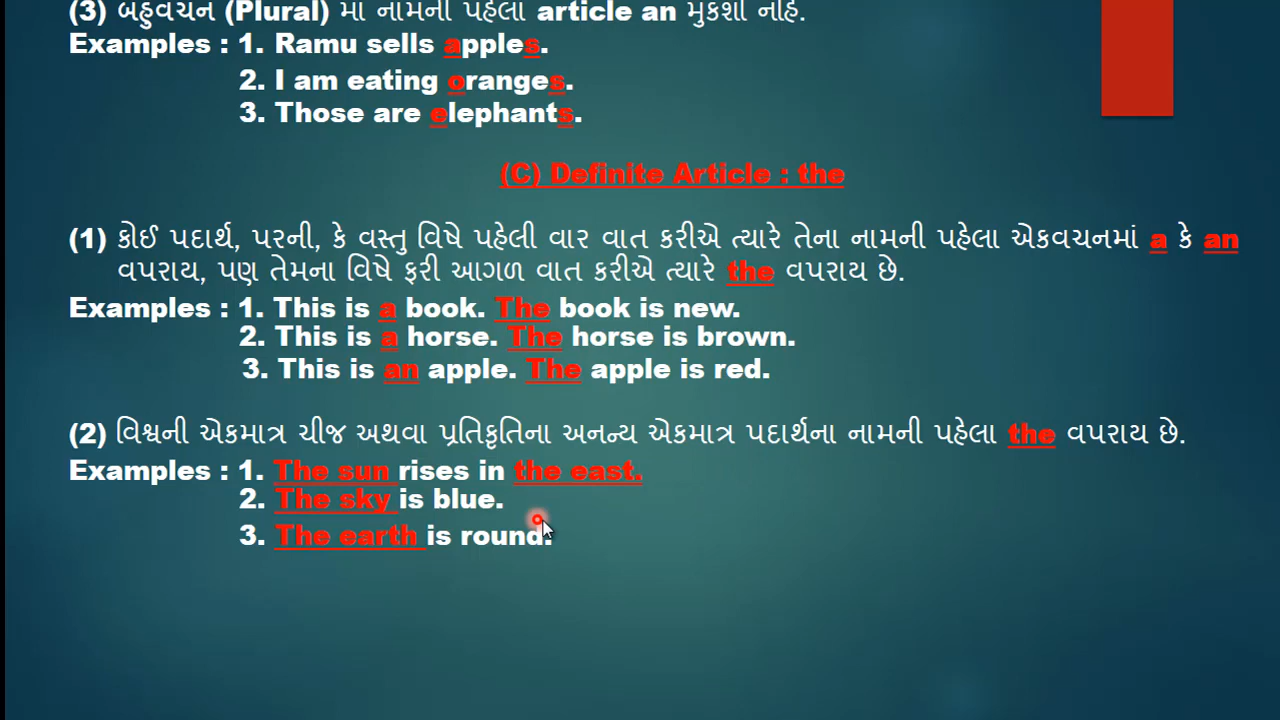 (3) બહુવચન (Plural) માં નામની પહેલાં article an મુકશો નહિ.
Examples : 1. Ramu sells apples.
2. I am eating oranges.
3. Those are elephants.
(C) Definite Article : the
(1) કોઈ પદાર્થ, પરની, કે વસ્તુ વિષે પહેલી વાર વાત કરીએ ત્યારે તેના નામની પહેલા એકવચનમાં a કે an
વપરાય, પણ તેમના વિષે ફરી આગળ વાત કરીએ ત્યારે the વપરાય છે.
Examples : 1. This is a book. The book is new.
2. This is a horse. The horse is brown.
3. This is an apple. The apple is red.
(2) વિશ્વની એકમાત્ર ચીજ અથવા પ્રતિકૃતિના અનન્ય એકમાત્ર પદાર્થના નામની પહેલા the વપરાય છે.
Examples : 1. The sun rises in the east.
2. The sky is blue.
3. The earth is round.